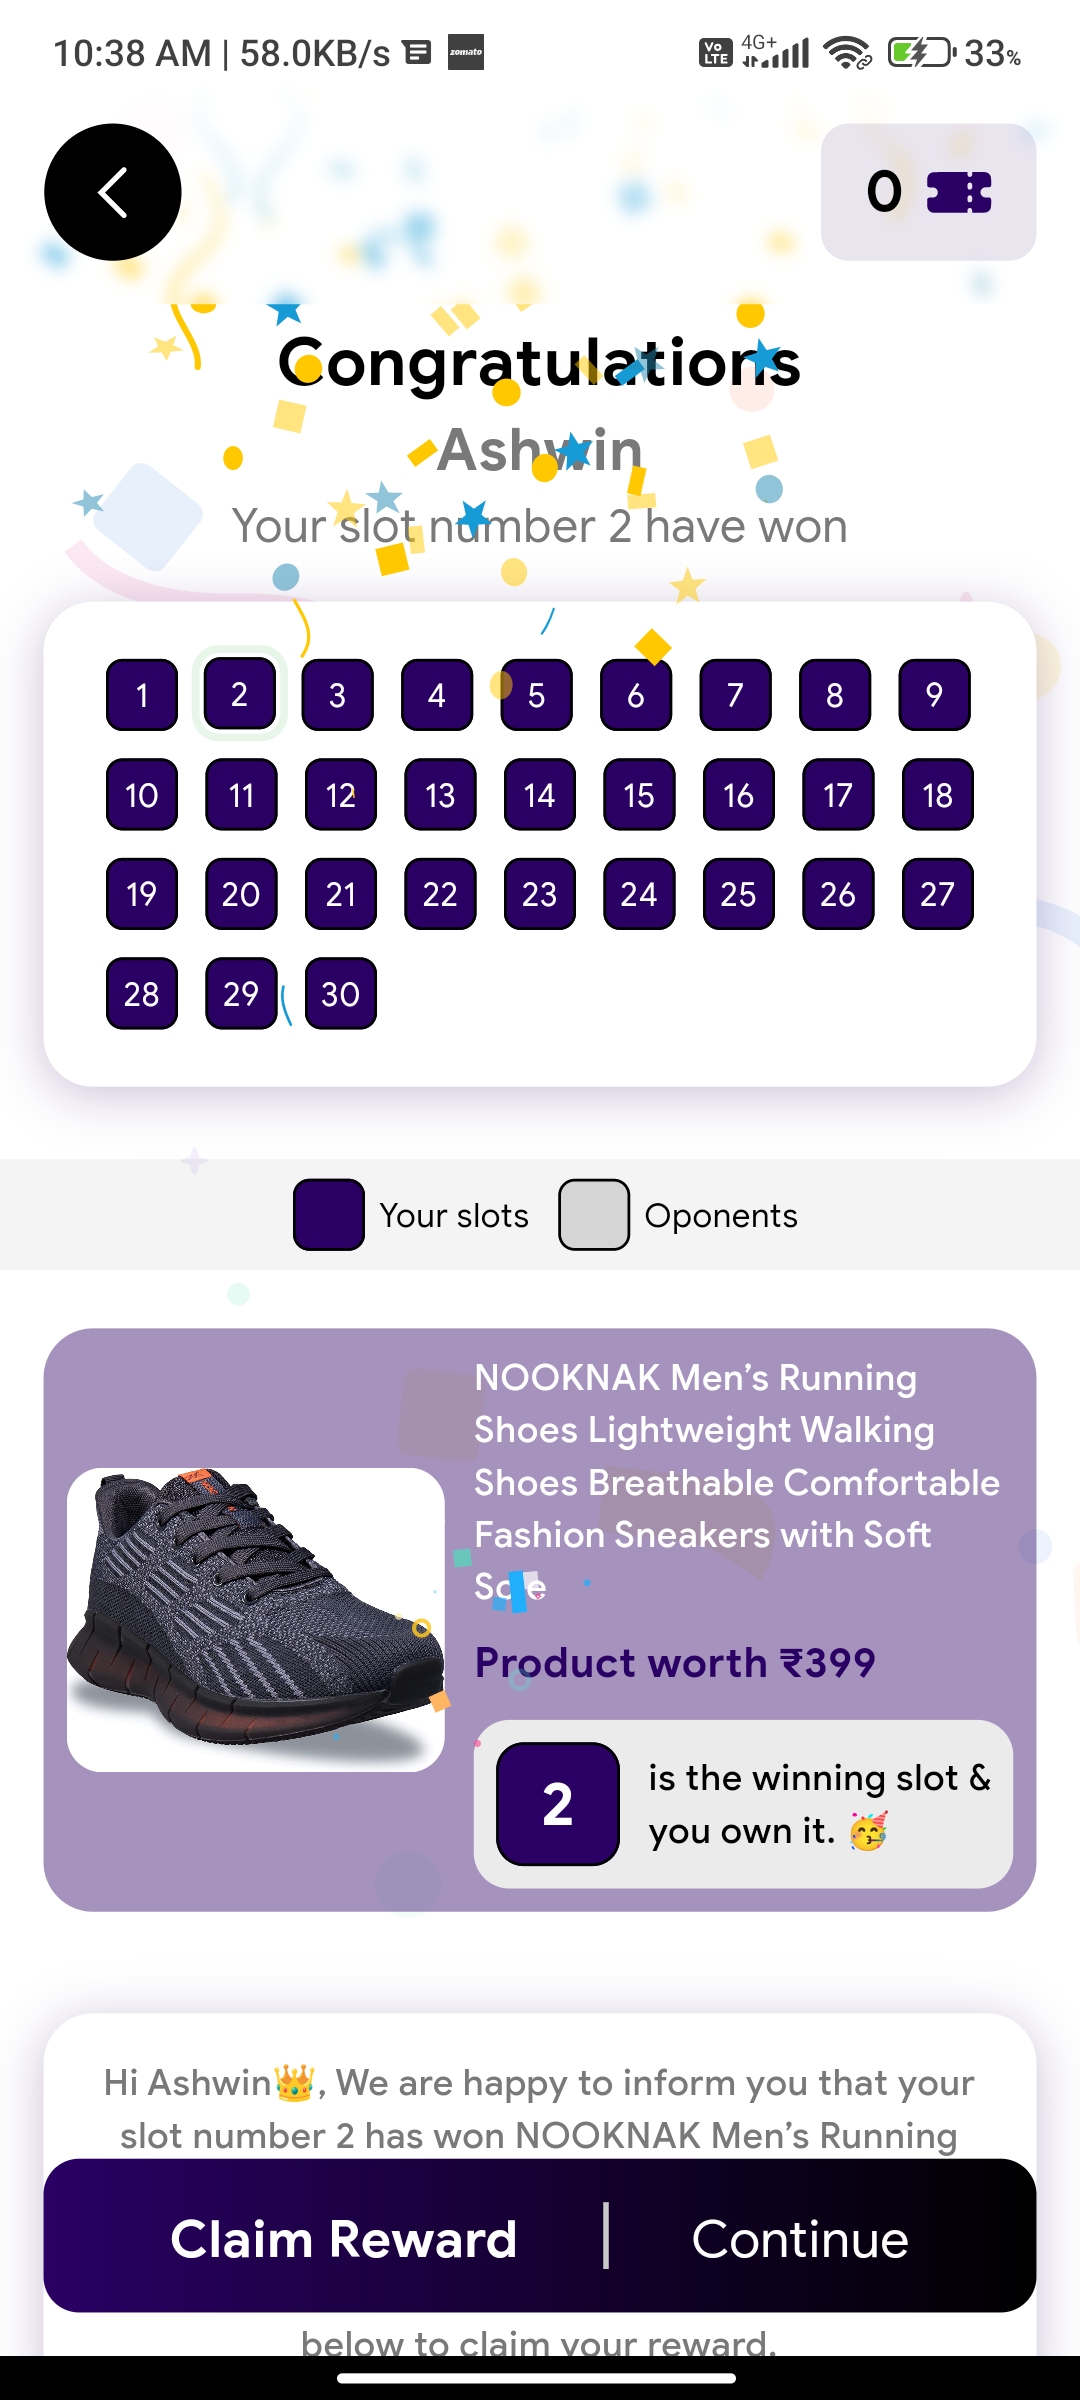 10:38 AM | 58.0KB/s zomato Vo LTE 4G+ 33%
0
Congratulations
Ashwin
Your slot number 2 have won
1 2 3 4 5 6 7 8 9
10 11 12 13 14 15 16 17 18
19 20 21 22 23 24 25 26 27
28 29 30
Your slots Oponents
NOOKNAK Men’s Running
Shoes Lightweight Walking
Shoes Breathable Comfortable
Fashion Sneakers with Soft
Sole
Product worth ₹399
2 is the winning slot &
you own it. 🥳
Hi Ashwin👑, We are happy to inform you that your
slot number 2 has won NOOKNAK Men’s Running
Claim Reward | Continue
below to claim your reward.